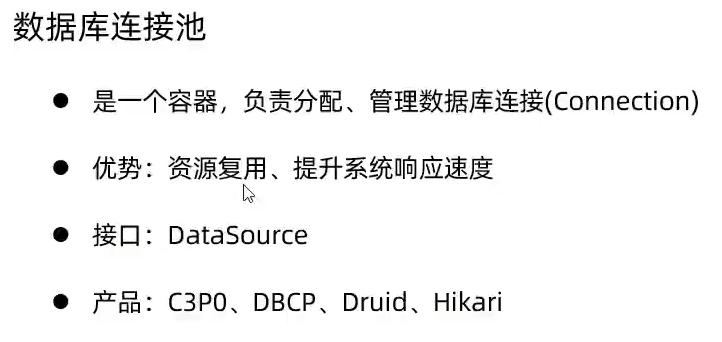 数据库连接池
● 是一个容器，负责分配、管理数据库连接(Connection)
● 优势：资源复用、提升系统响应速度
● 接口：DataSource
● 产品：C3P0、DBCP、Druid、Hikari